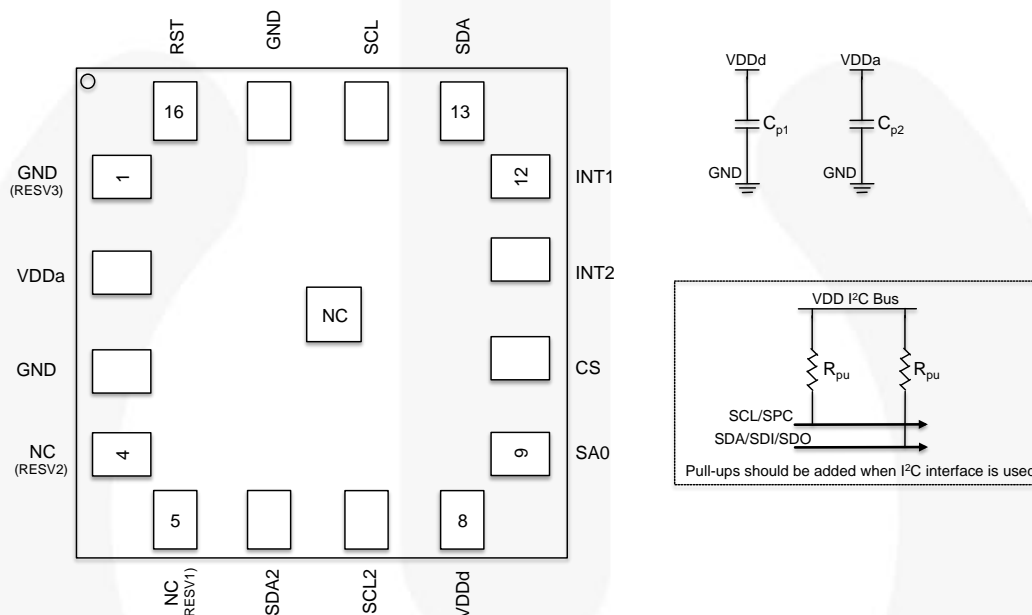 RST
GND
SCL
SDA
16
13
GND
(RESV3)
1
12
INT1
VDDa
INT2
NC
GND
CS
NC
(RESV2)
4
9
SA0
5
8
NC
(RESV1)
SDA2
SCL2
VDDd
VDDd
VDDa
Cp1
Cp2
GND
GND
VDD I²C Bus
Rpu
Rpu
SCL/SPC
SDA/SDI/SDO
Pull-ups should be added when I²C interface is used